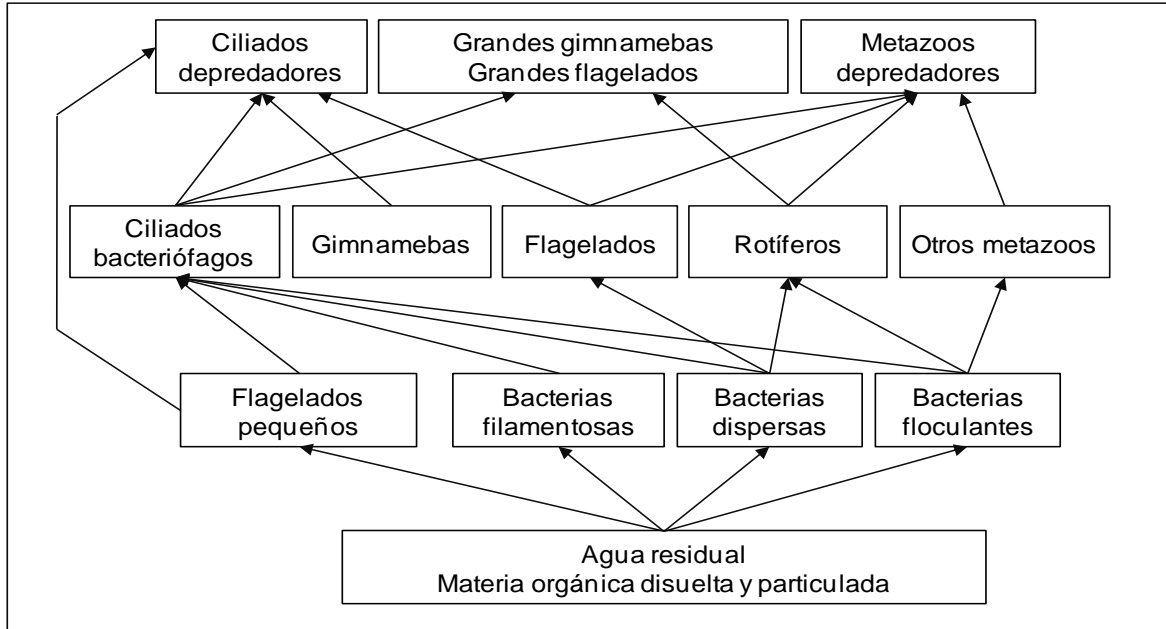 Ciliados
depredadores
Grandes gimnamebas
Grandes flagelados
Metazoos
depredadores
Ciliados
bacteriófagos
Gimnamebas
Flagelados
Rotíferos
Otros metazoos
Flagelados
pequeños
Bacterias
filamentosas
Bacterias
dispersas
Bacterias
floculantes
Agua residual
Materia orgánica disuelta y particulada